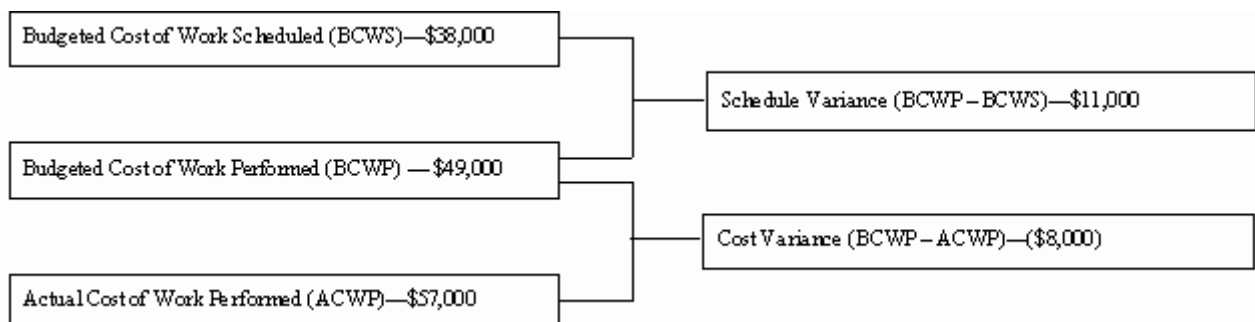 Budgeted Cost of Work Scheduled (BCWS)—$38,000
Schedule Variance (BCWP – BCWS)—$11,000
Budgeted Cost of Work Performed (BCWP) — $49,000
Cost Variance (BCWP – ACWP)—($8,000)
Actual Cost of Work Performed (ACWP)—$57,000